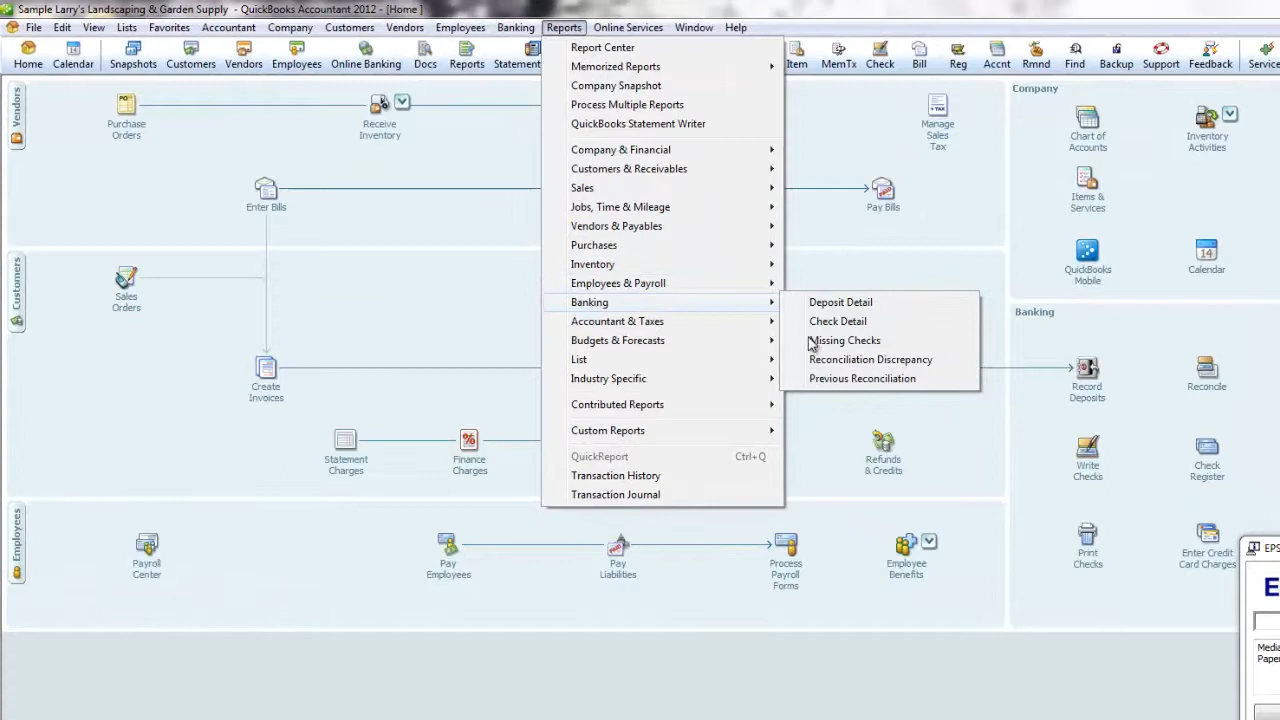 Sample Larry's Landscaping & Garden Supply - QuickBooks Accountant 2012 - [Home ]
File Edit View Lists Favorites Accountant Company Customers Vendors Employees Banking Reports Online Services Window Help
Home Calendar Snapshots Customers Vendors Employees Online Banking Docs Reports Statement Item MemTx Check Bill Reg Accnt Rmnd Find Backup Support Feedback Service
Report Center
Memorized Reports
Company Snapshot
Process Multiple Reports
QuickBooks Statement Writer
Company & Financial
Customers & Receivables
Sales
Jobs, Time & Mileage
Vendors & Payables
Purchases
Inventory
Employees & Payroll
Banking
Accountant & Taxes
Budgets & Forecasts
List
Industry Specific
Contributed Reports
Custom Reports
QuickReport Ctrl+Q
Transaction History
Transaction Journal
Deposit Detail
Check Detail
Missing Checks
Reconciliation Discrepancy
Previous Reconciliation
Vendors
Purchase
Orders
Receive
Inventory
Manage
Sales
Tax
Enter Bills
Pay Bills
Customers
Sales
Orders
Create
Invoices
Statement
Charges
Finance
Charges
Refunds
& Credits
Employees
Payroll
Center
Pay
Employees
Pay
Liabilities
Process
Payroll
Forms
Employee
Benefits
Company
Chart of
Accounts
Inventory
Activities
Items &
Services
QuickBooks
Mobile
14
Calendar
Banking
Record
Deposits
Reconcile
Write
Checks
Check
Register
Print
Checks
Enter Credit
Card Charges
EPS
E
Media
Paper